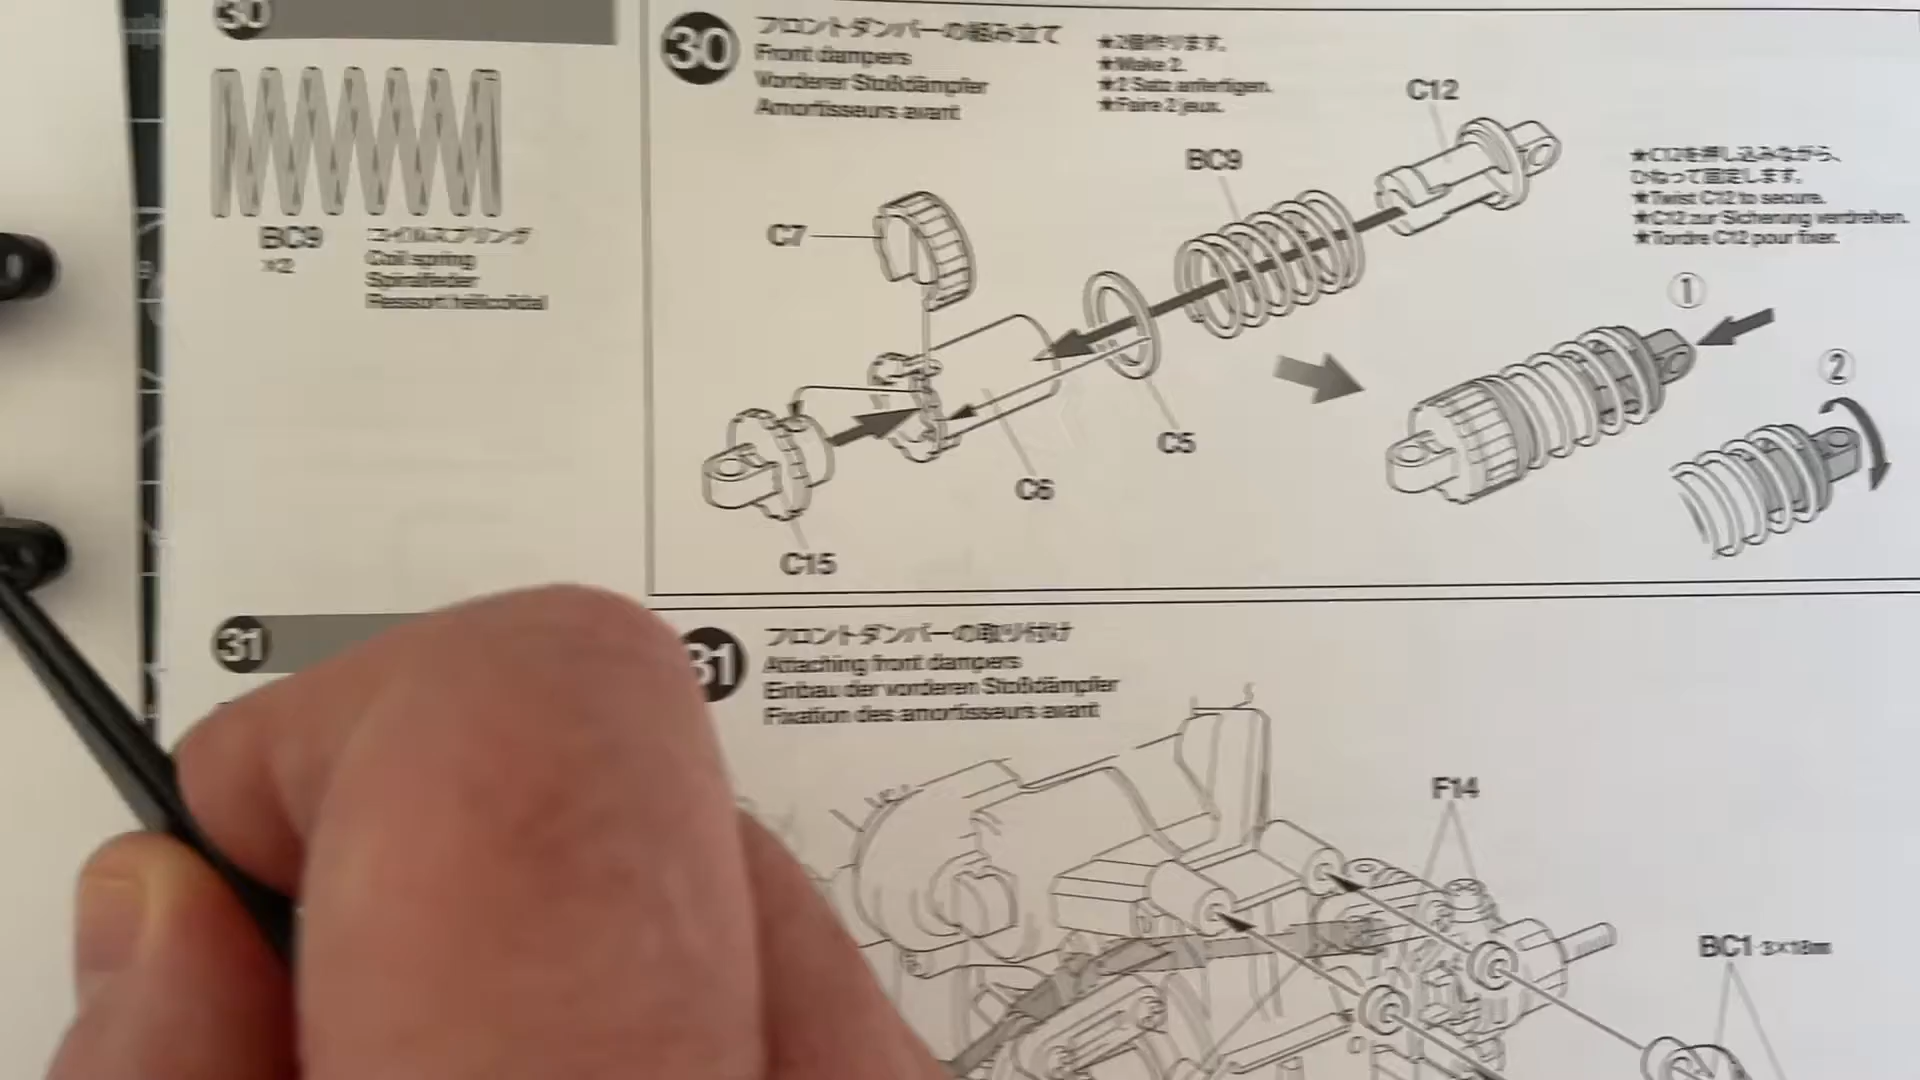 30
BC9
×2
コイルスプリング
Coil spring
Spiralfeder
Ressort hélicoïdal
30
フロントダンパーの組み立て
Front dampers
Vorderer Stoßdämpfer
Amortisseurs avant
★2個作ります。
★Make 2.
★2 Satz anfertigen.
★Faire 2 jeux.
C12
BC9
C7
C5
C6
C15
★C12を押し込みながら、
ひねって固定します。
★Twist C12 to secure.
★C12 zur Sicherung verdrehen.
★Tordre C12 pour fixer.
1
2
31
31
フロントダンパーの取り付け
Attaching front dampers
Einbau der vorderen Stoßdämpfer
Fixation des amortisseurs avant
F14
BC1 3×18mm